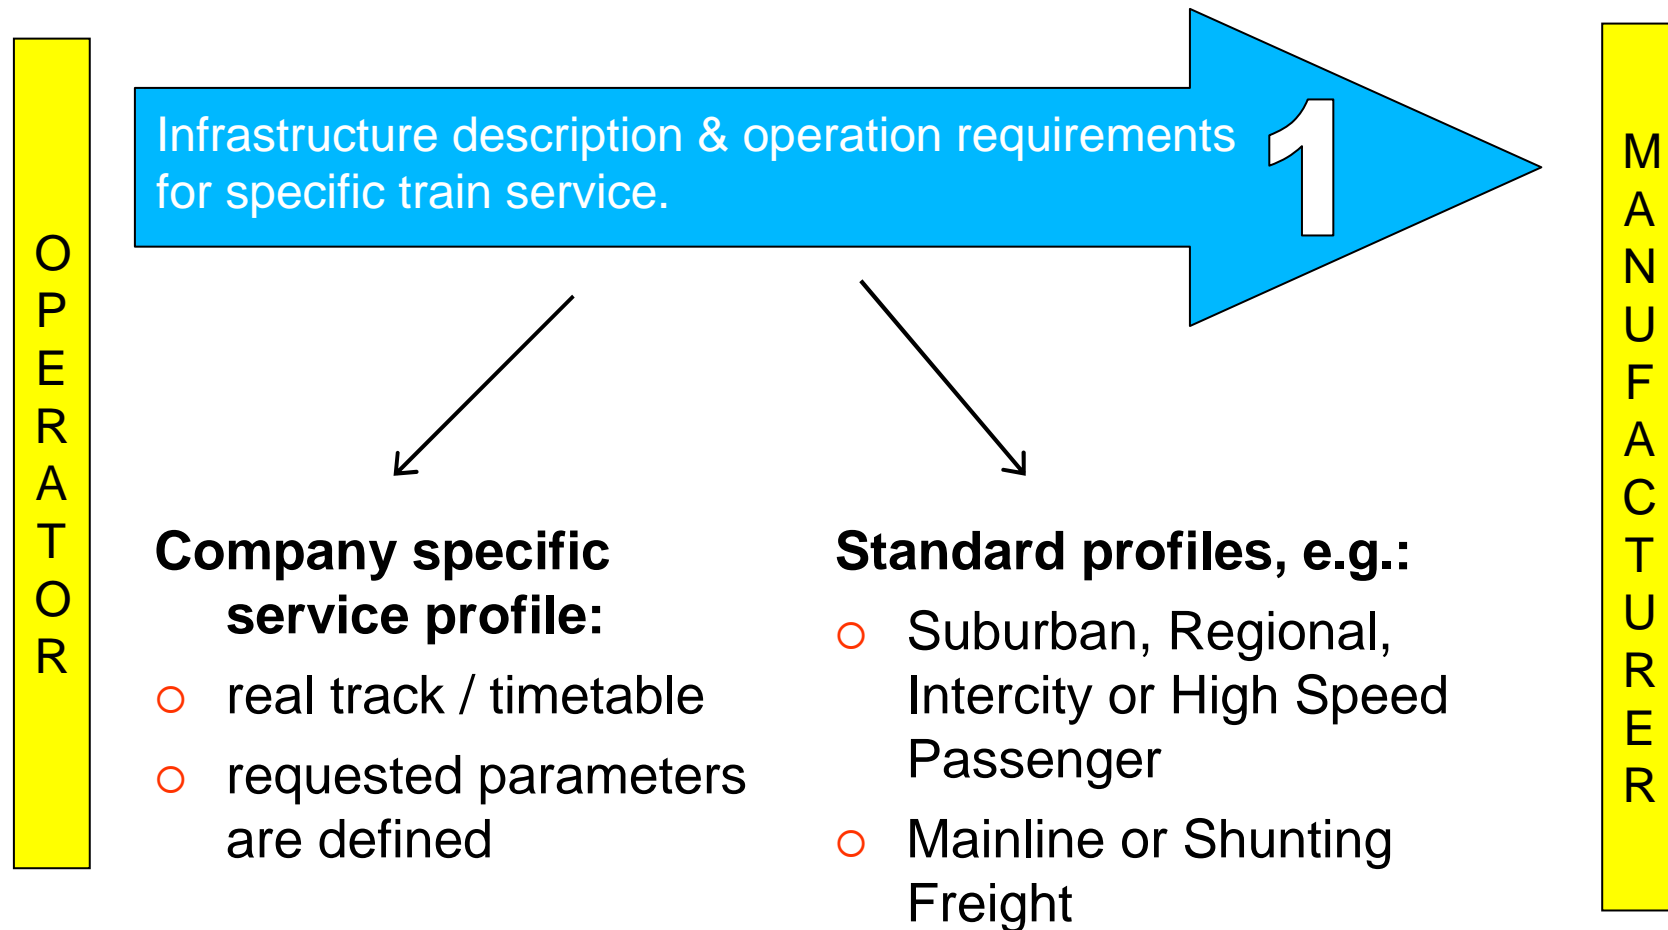 OPERATOR
Infrastructure description & operation requirements
for specific train service.
1
Company specific
service profile:
o real track / timetable
o requested parameters
are defined
Standard profiles, e.g.:
o Suburban, Regional,
Intercity or High Speed
Passenger
o Mainline or Shunting
Freight
MANUFACTURER